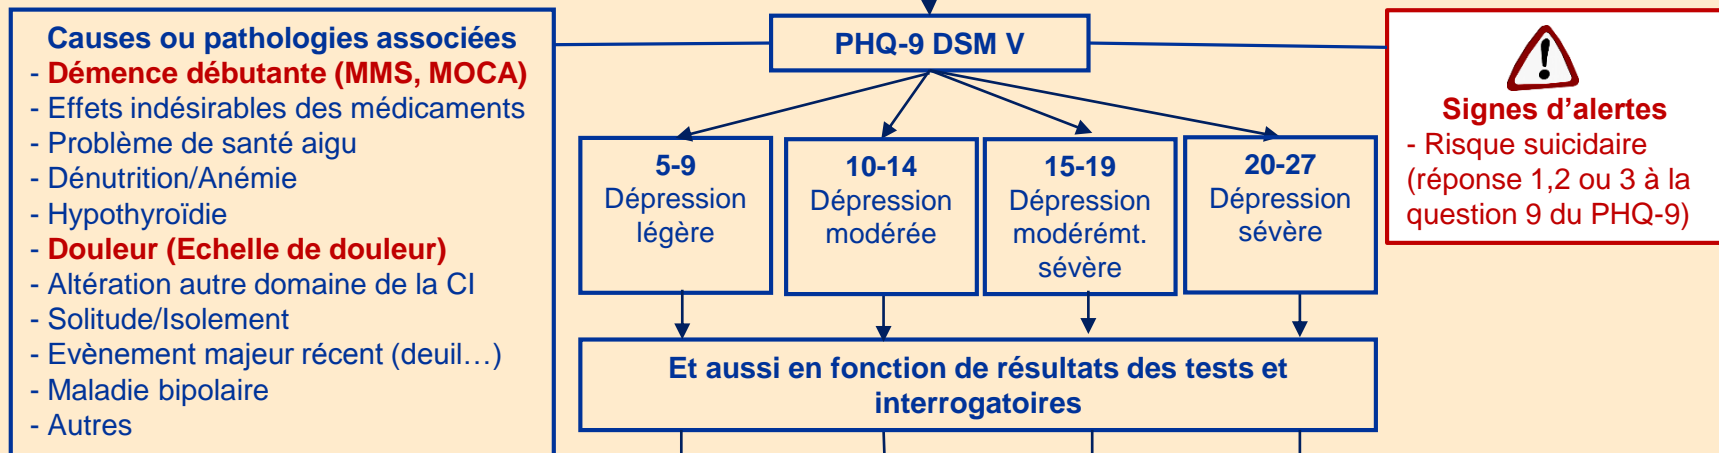 Causes ou pathologies associées
- Démence débutante (MMS, MOCA)
- Effets indésirables des médicaments
- Problème de santé aigu
- Dénutrition/Anémie
- Hypothyroïdie
- Douleur (Echelle de douleur)
- Altération autre domaine de la CI
- Solitude/Isolement
- Evènement majeur récent (deuil…)
- Maladie bipolaire
- Autres
PHQ-9 DSM V
5-9
Dépression
légère
10-14
Dépression
modérée
15-19
Dépression
modérémt.
sévère
20-27
Dépression
sévère
Et aussi en fonction de résultats des tests et
interrogatoires
!
Signes d’alertes
- Risque suicidaire
(réponse 1,2 ou 3 à la
question 9 du PHQ-9)